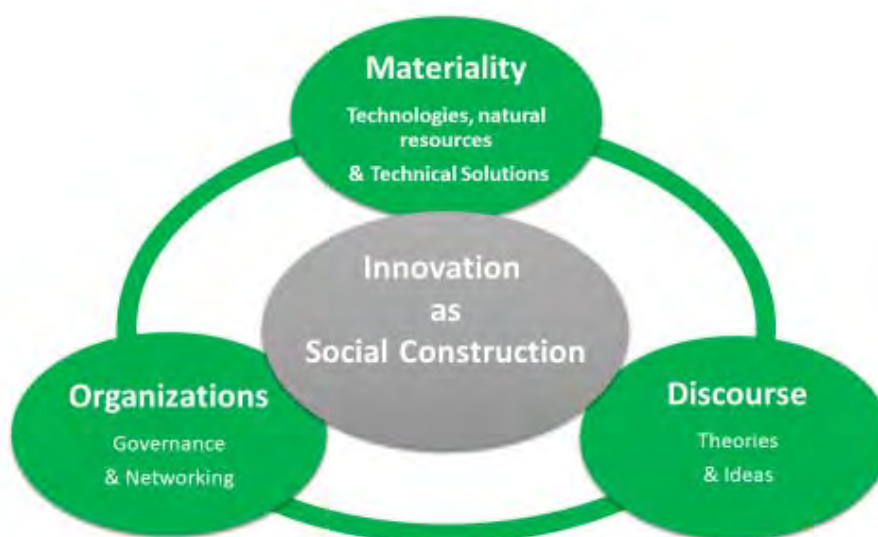 Materiality
Technologies, natural
resources
& Technical Solutions
Innovation
as
Social Construction
Organizations
Governance
& Networking
Discourse
Theories
& Ideas